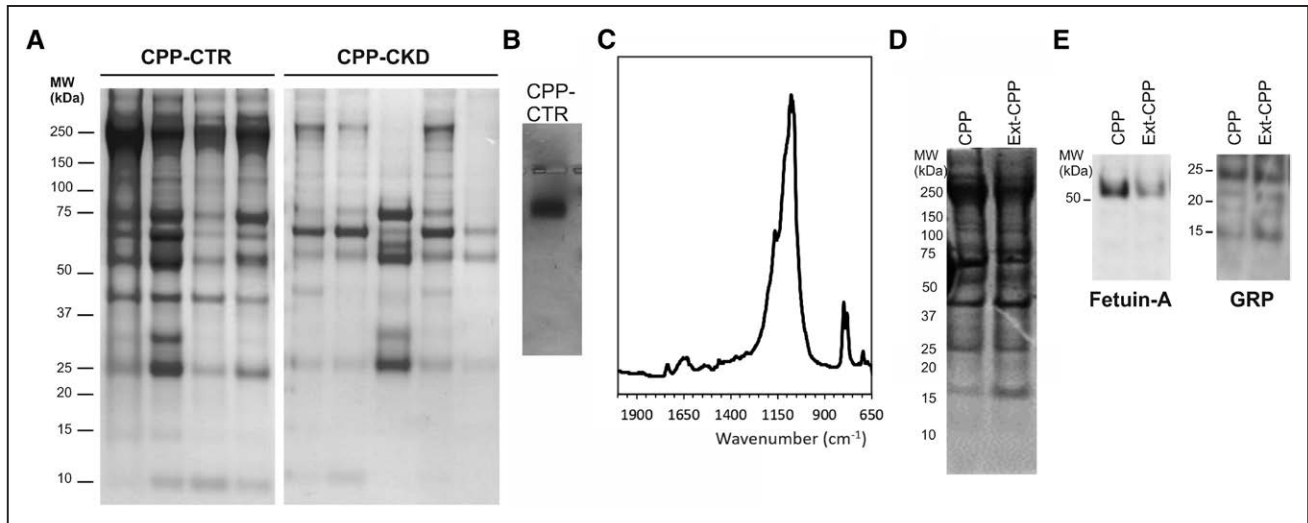 A
CPP-CTR
CPP-CKD
MW
(kDa)
250
150
100
75
50
37
25
20
15
10
B
CPP-
CTR
C
1900
1650
1400
1150
900
650
Wavenumber (cm⁻¹)
D
CPP
Ext-CPP
MW
(kDa)
250
150
100
75
50
37
25
20
15
10
E
CPP
Ext-CPP
MW
(kDa)
50
Fetuin-A
CPP
Ext-CPP
25
20
15
GRP